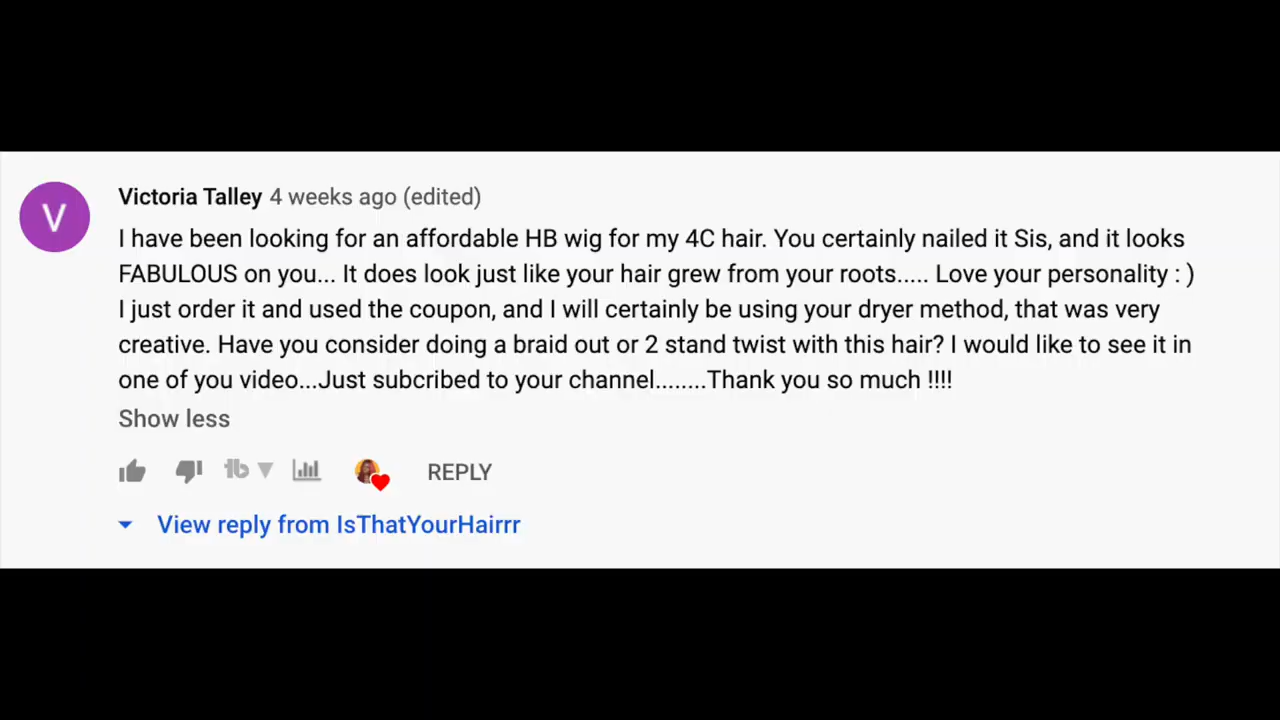 V
Victoria Talley 4 weeks ago (edited)
I have been looking for an affordable HB wig for my 4C hair. You certainly nailed it Sis, and it looks
FABULOUS on you... It does look just like your hair grew from your roots..... Love your personality : )
I just order it and used the coupon, and I will certainly be using your dryer method, that was very
creative. Have you consider doing a braid out or 2 stand twist with this hair? I would like to see it in
one of you video...Just subcribed to your channel........Thank you so much !!!!
Show less
tb REPLY
View reply from IsThatYourHairrr